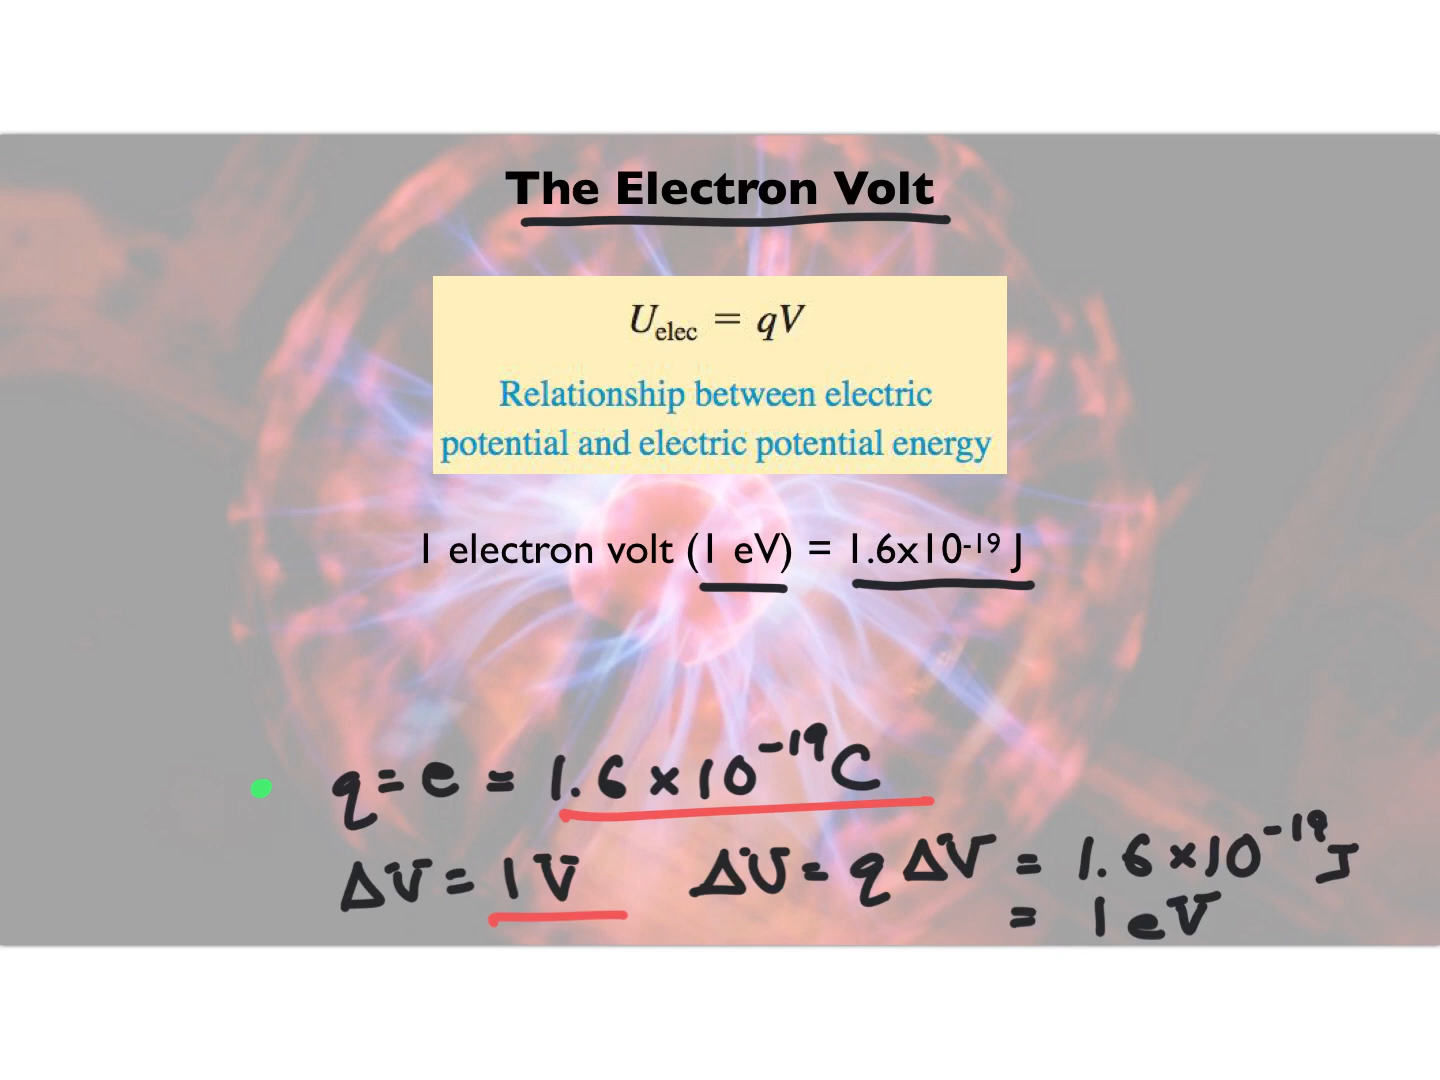 The Electron Volt
U_elec = qV
Relationship between electric
potential and electric potential energy
1 electron volt (1 eV) = 1.6x10⁻¹⁹ J
q = e = 1.6 × 10⁻¹⁹ C
ΔV = 1 V ΔU = q ΔV = 1.6 × 10⁻¹⁹ J
= 1 eV